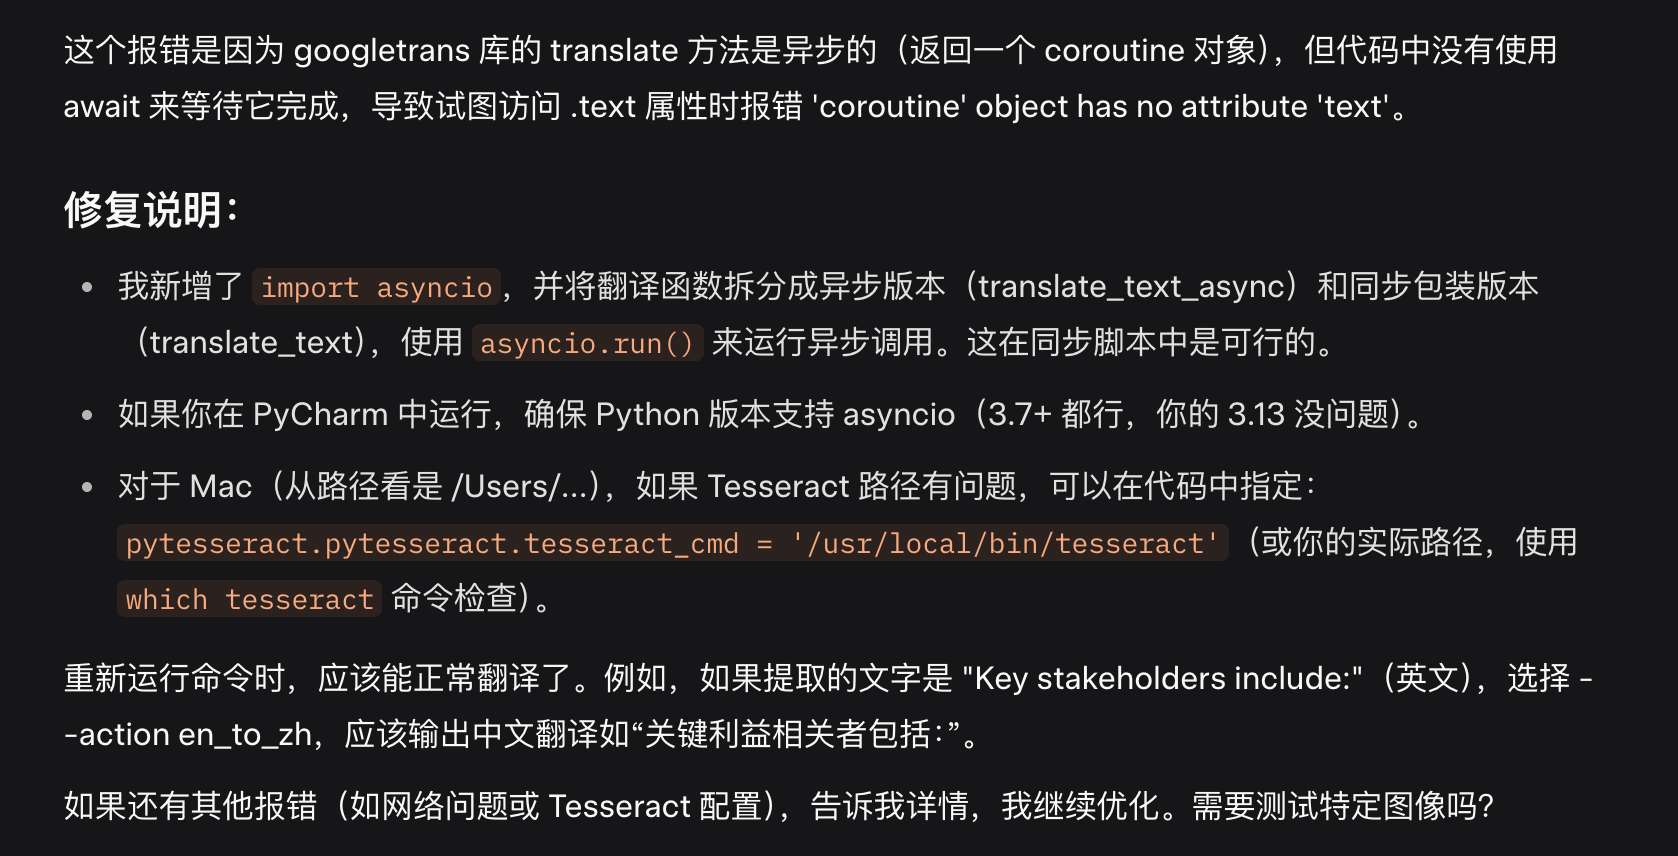 这个报错是因为 googletrans 库的 translate 方法是异步的（返回一个 coroutine 对象），但代码中没有使用
await 来等待它完成，导致试图访问 .text 属性时报错 'coroutine' object has no attribute 'text'。
修复说明：
• 我新增了 import asyncio，并将翻译函数拆分成异步版本（translate_text_async）和同步包装版本
（translate_text），使用 asyncio.run() 来运行异步调用。这在同步脚本中是可行的。
• 如果你在 PyCharm 中运行，确保 Python 版本支持 asyncio（3.7+ 都行，你的 3.13 没问题）。
• 对于 Mac（从路径看是 /Users/...），如果 Tesseract 路径有问题，可以在代码中指定：
pytesseract.pytesseract.tesseract_cmd = '/usr/local/bin/tesseract'（或你的实际路径，使用
which tesseract 命令检查）。
重新运行命令时，应该能正常翻译了。例如，如果提取的文字是 "Key stakeholders include:"（英文），选择 -
-action en_to_zh，应该输出中文翻译如“关键利益相关者包括：”。
如果还有其他报错（如网络问题或 Tesseract 配置），告诉我详情，我继续优化。需要测试特定图像吗？